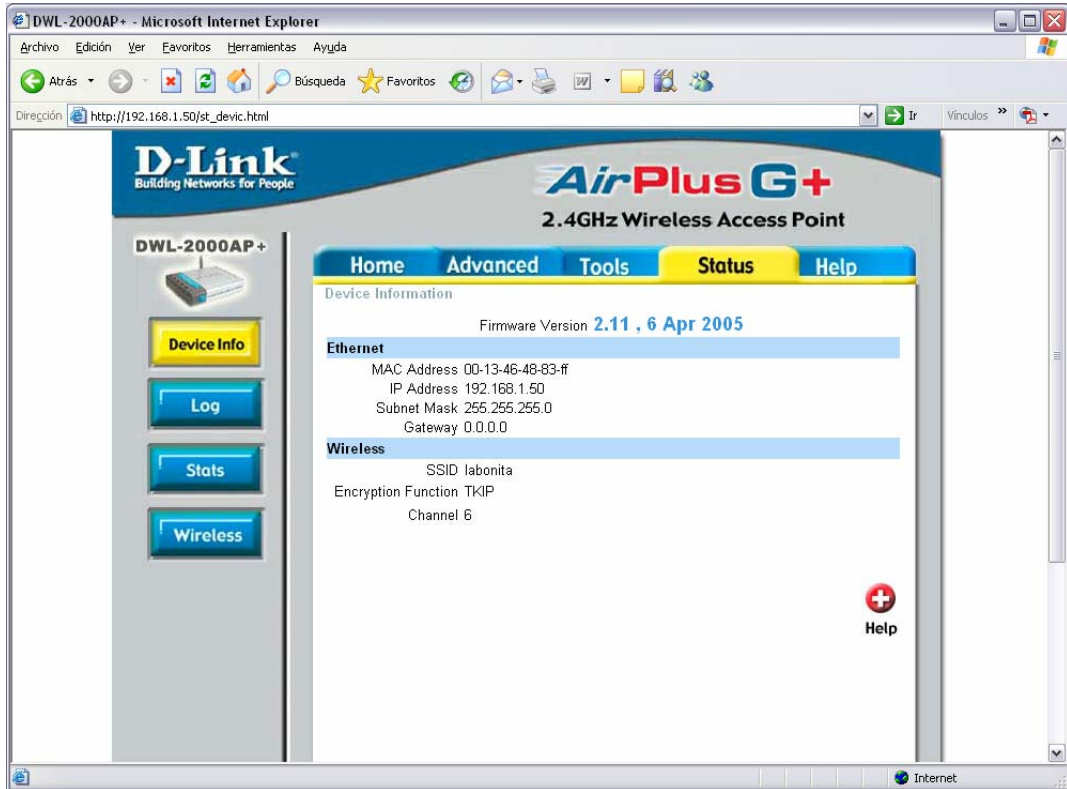 DWL-2000AP+ - Microsoft Internet Explorer
Archivo Edición Ver Favoritos Herramientas Ayuda
Atrás Búsqueda Favoritos
Dirección http://192.168.1.50/st_devic.html Ir Vínculos »
D-Link
Building Networks for People
AirPlus G+
2.4GHz Wireless Access Point
DWL-2000AP+
Home Advanced Tools Status Help
Device Information
Firmware Version 2.11 , 6 Apr 2005
Device Info
Ethernet
MAC Address 00-13-46-48-83-ff
IP Address 192.168.1.50
Log
Subnet Mask 255.255.255.0
Gateway 0.0.0.0
Wireless
Stats
SSID labonita
Encryption Function TKIP
Channel 6
Wireless
Help
Internet